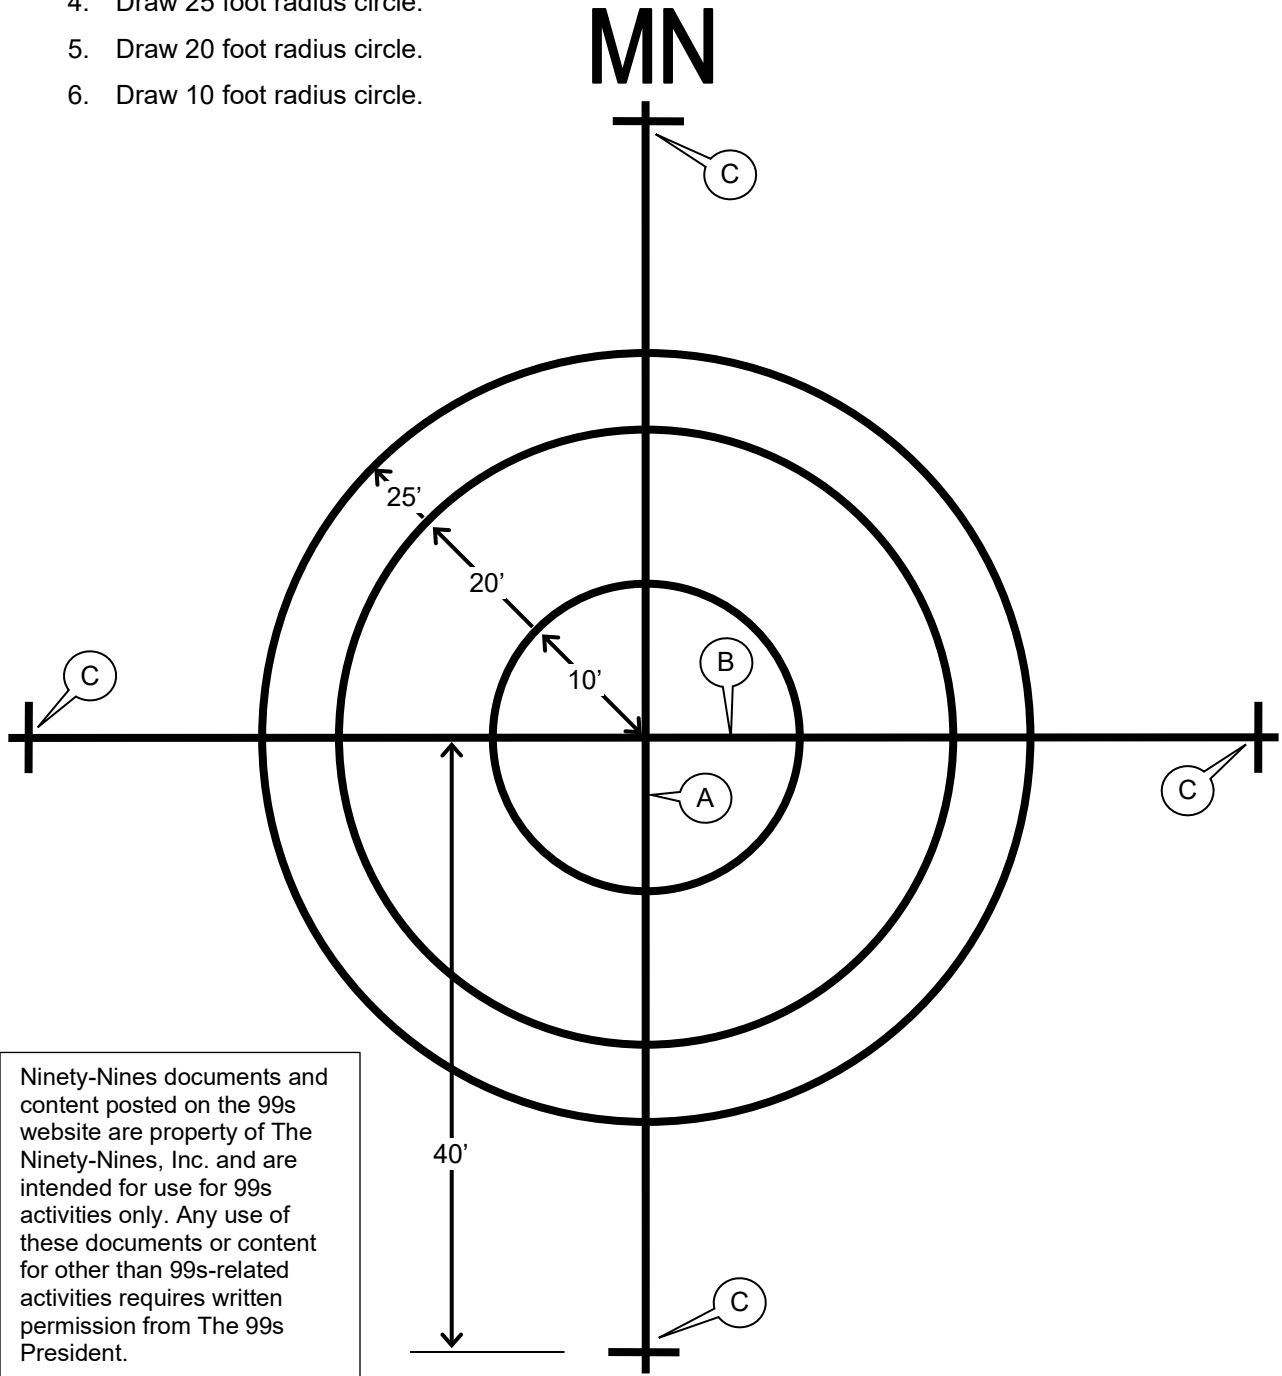 4. Draw 25 foot radius circle.
5. Draw 20 foot radius circle.
6. Draw 10 foot radius circle.
MN
C
25’
20’
10’
B
C
A
C
40’
Ninety-Nines documents and
content posted on the 99s
website are property of The
Ninety-Nines, Inc. and are
intended for use for 99s
activities only. Any use of
these documents or content
for other than 99s-related
activities requires written
permission from The 99s
President.
C